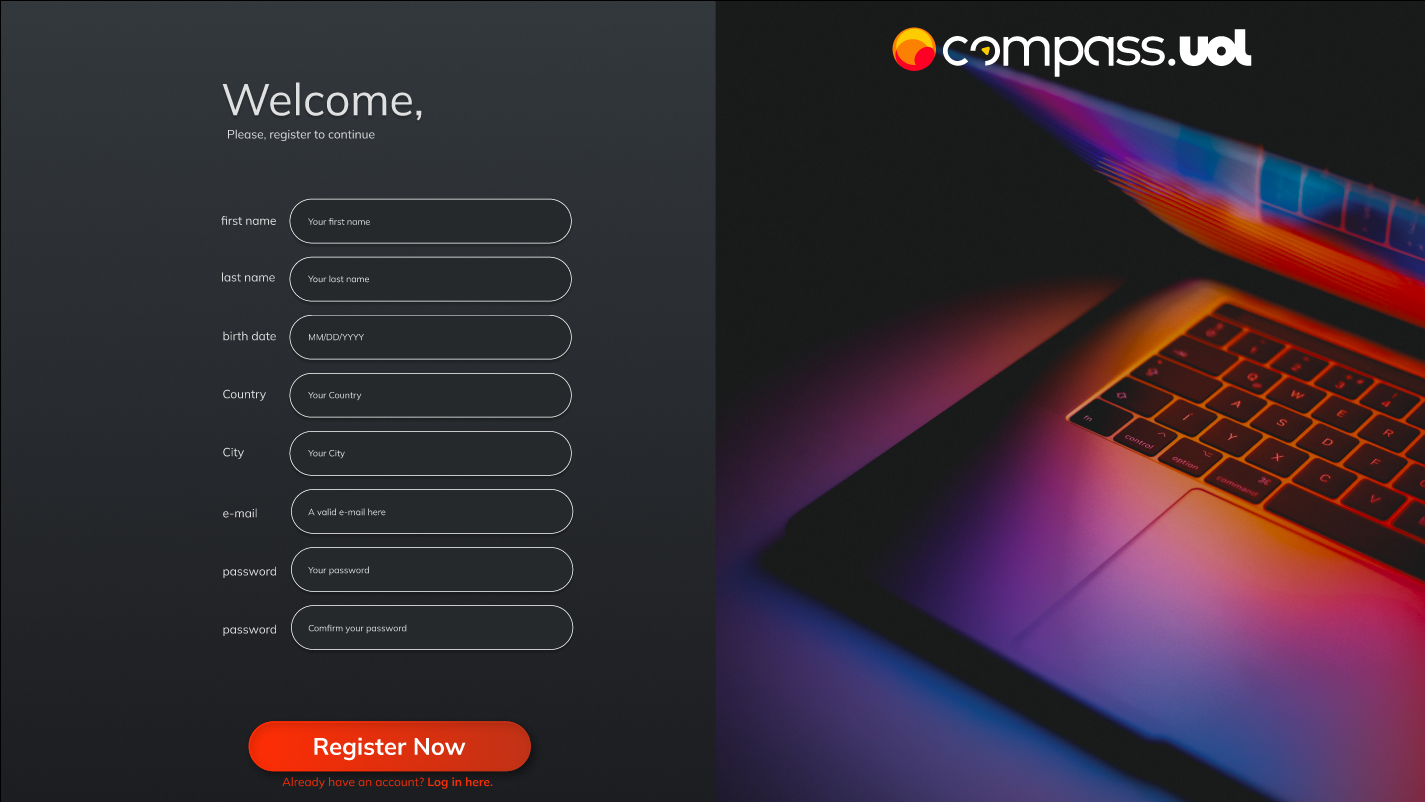 compass.uol
Welcome,
Please, register to continue
first name Your first name
last name Your last name
birth date MM/DD/YYYY
Country Your Country
City Your City
e-mail A valid e-mail here
password Your password
password Comfirm your password
Register Now
Already have an account? Log in here.
Q W E R
A S D F
Í Y X C V
fn control option command